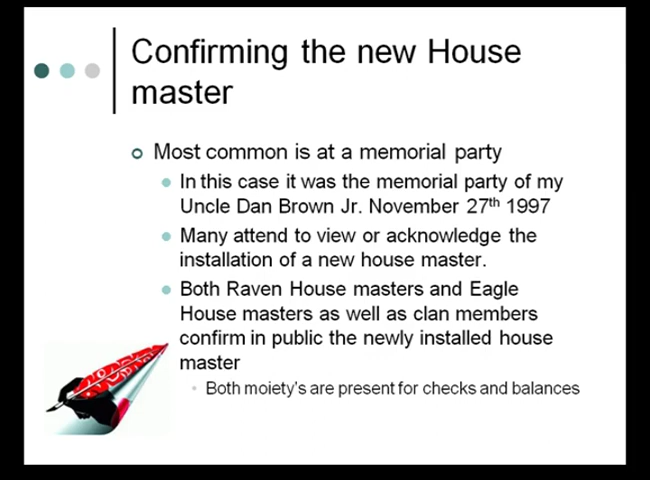 Confirming the new House
master
Most common is at a memorial party
In this case it was the memorial party of my
Uncle Dan Brown Jr. November 27th 1997
Many attend to view or acknowledge the
installation of a new house master.
Both Raven House masters and Eagle
House masters as well as clan members
confirm in public the newly installed house
master
Both moiety's are present for checks and balances